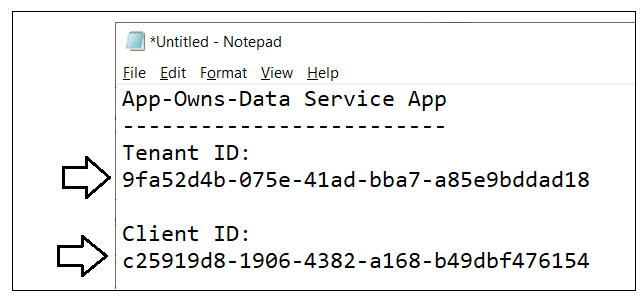 *Untitled - Notepad
File Edit Format View Help
App-Owns-Data Service App
-------------------------
Tenant ID:
9fa52d4b-075e-41ad-bba7-a85e9bddad18
Client ID:
c25919d8-1906-4382-a168-b49dbf476154